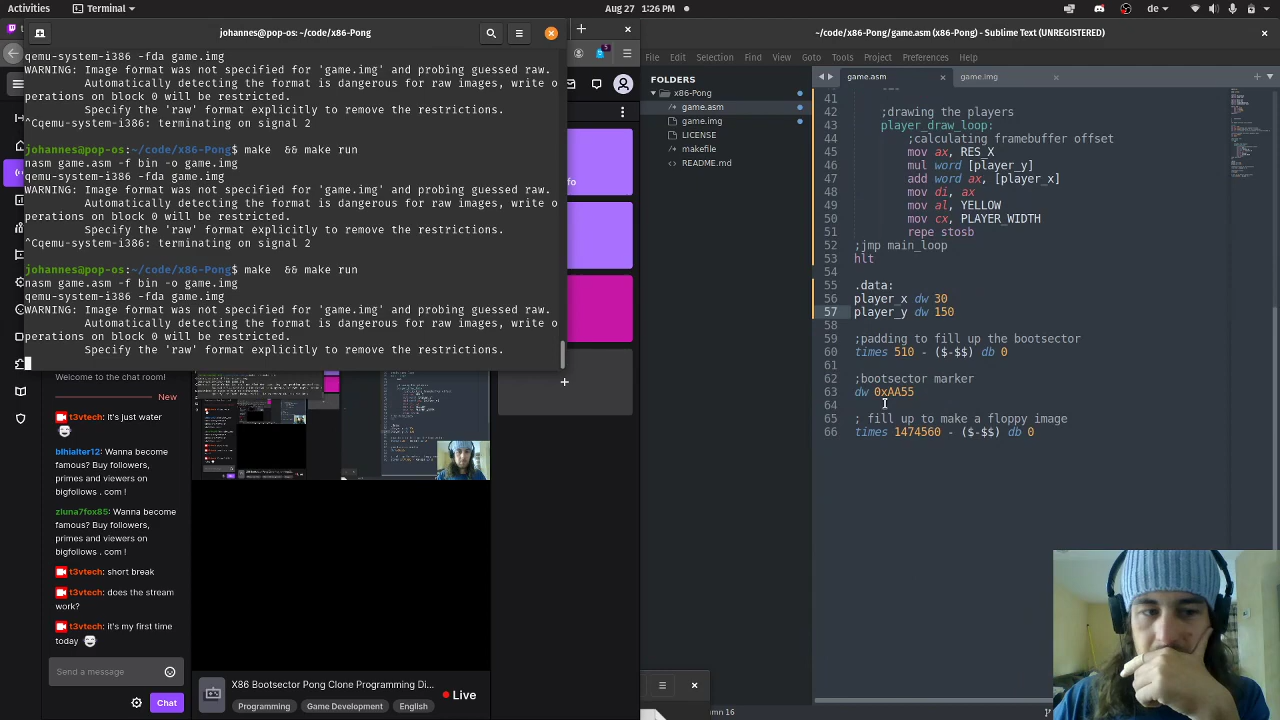 Activities
Terminal
Aug 27 1:26 PM
de
johannes@pop-os: ~/code/x86-Pong
qemu-system-i386 -fda game.img
WARNING: Image format was not specified for 'game.img' and probing guessed raw.
Automatically detecting the format is dangerous for raw images, write o
perations on block 0 will be restricted.
Specify the 'raw' format explicitly to remove the restrictions.
^Cqemu-system-i386: terminating on signal 2
johannes@pop-os:~/code/x86-Pong$ make  && make run
nasm game.asm -f bin -o game.img
qemu-system-i386 -fda game.img
WARNING: Image format was not specified for 'game.img' and probing guessed raw.
Automatically detecting the format is dangerous for raw images, write o
perations on block 0 will be restricted.
Specify the 'raw' format explicitly to remove the restrictions.
^Cqemu-system-i386: terminating on signal 2
johannes@pop-os:~/code/x86-Pong$ make  && make run
nasm game.asm -f bin -o game.img
qemu-system-i386 -fda game.img
WARNING: Image format was not specified for 'game.img' and probing guessed raw.
Automatically detecting the format is dangerous for raw images, write o
perations on block 0 will be restricted.
Specify the 'raw' format explicitly to remove the restrictions.
Welcome to the chat room!
New
t3vtech: it's just water
blhialter12: Wanna become
famous? Buy followers,
primes and viewers on
bigfollows . com !
zluna7fox85: Wanna become
famous? Buy followers,
primes and viewers on
bigfollows . com !
t3vtech: short break
t3vtech: does the stream
work?
t3vtech: it's my first time
today
Send a message
Chat
X86 Bootsector Pong Clone Programming Di...
Programming
Game Development
English
Live
~/code/x86-Pong/game.asm (x86-Pong) - Sublime Text (UNREGISTERED)
File Edit Selection Find View Goto Tools Project Preferences Help
FOLDERS
x86-Pong
game.asm
game.img
LICENSE
makefile
README.md
game.asm
game.img
41
42 ;drawing the players
43 player_draw_loop:
44 ;calculating framebuffer offset
45 mov ax, RES_X
46 mul word [player_y]
47 add word ax, [player_x]
48 mov di, ax
49 mov al, YELLOW
50 mov cx, PLAYER_WIDTH
51 repe stosb
52 ;jmp main_loop
53 hlt
54
55 .data:
56 player_x dw 30
57 player_y dw 150
58
59 ;padding to fill up the bootsector
60 times 510 - ($-$$) db 0
61
62 ;bootsector marker
63 dw 0xAA55
64
65 ; fill up to make a floppy image
66 times 1474560 - ($-$$) db 0